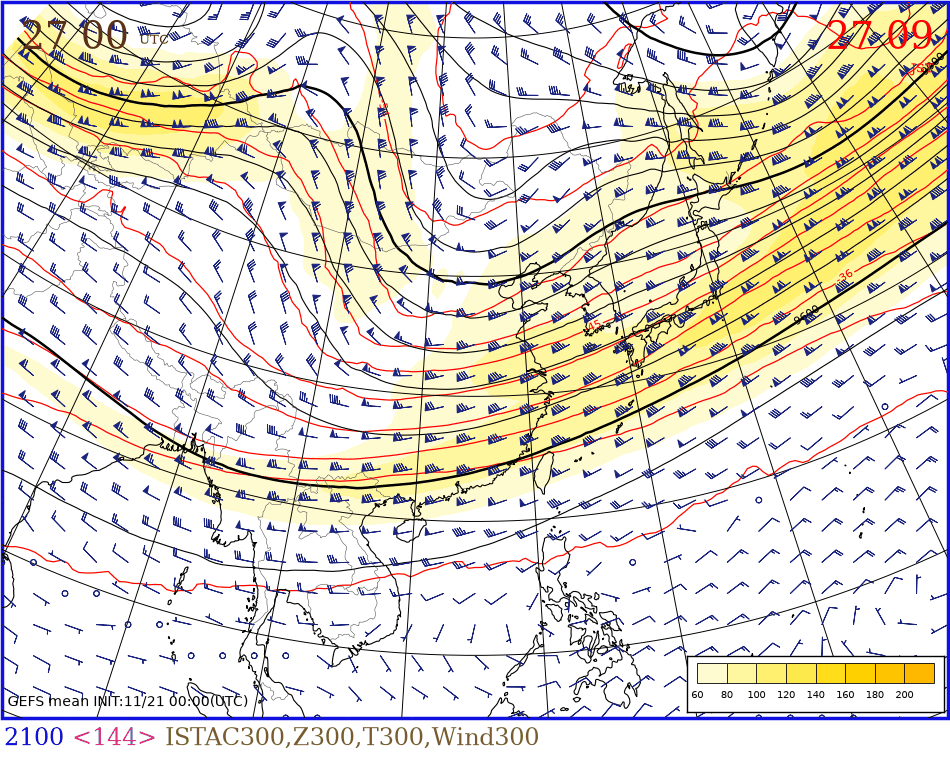 27.00 UTC
27.09
JST
-45
-36
9600
60 80 100 120 140 160 180 200
GEFS mean INIT:11/21 00:00(UTC)
2100 <144> ISTAC300,Z300,T300,Wind300